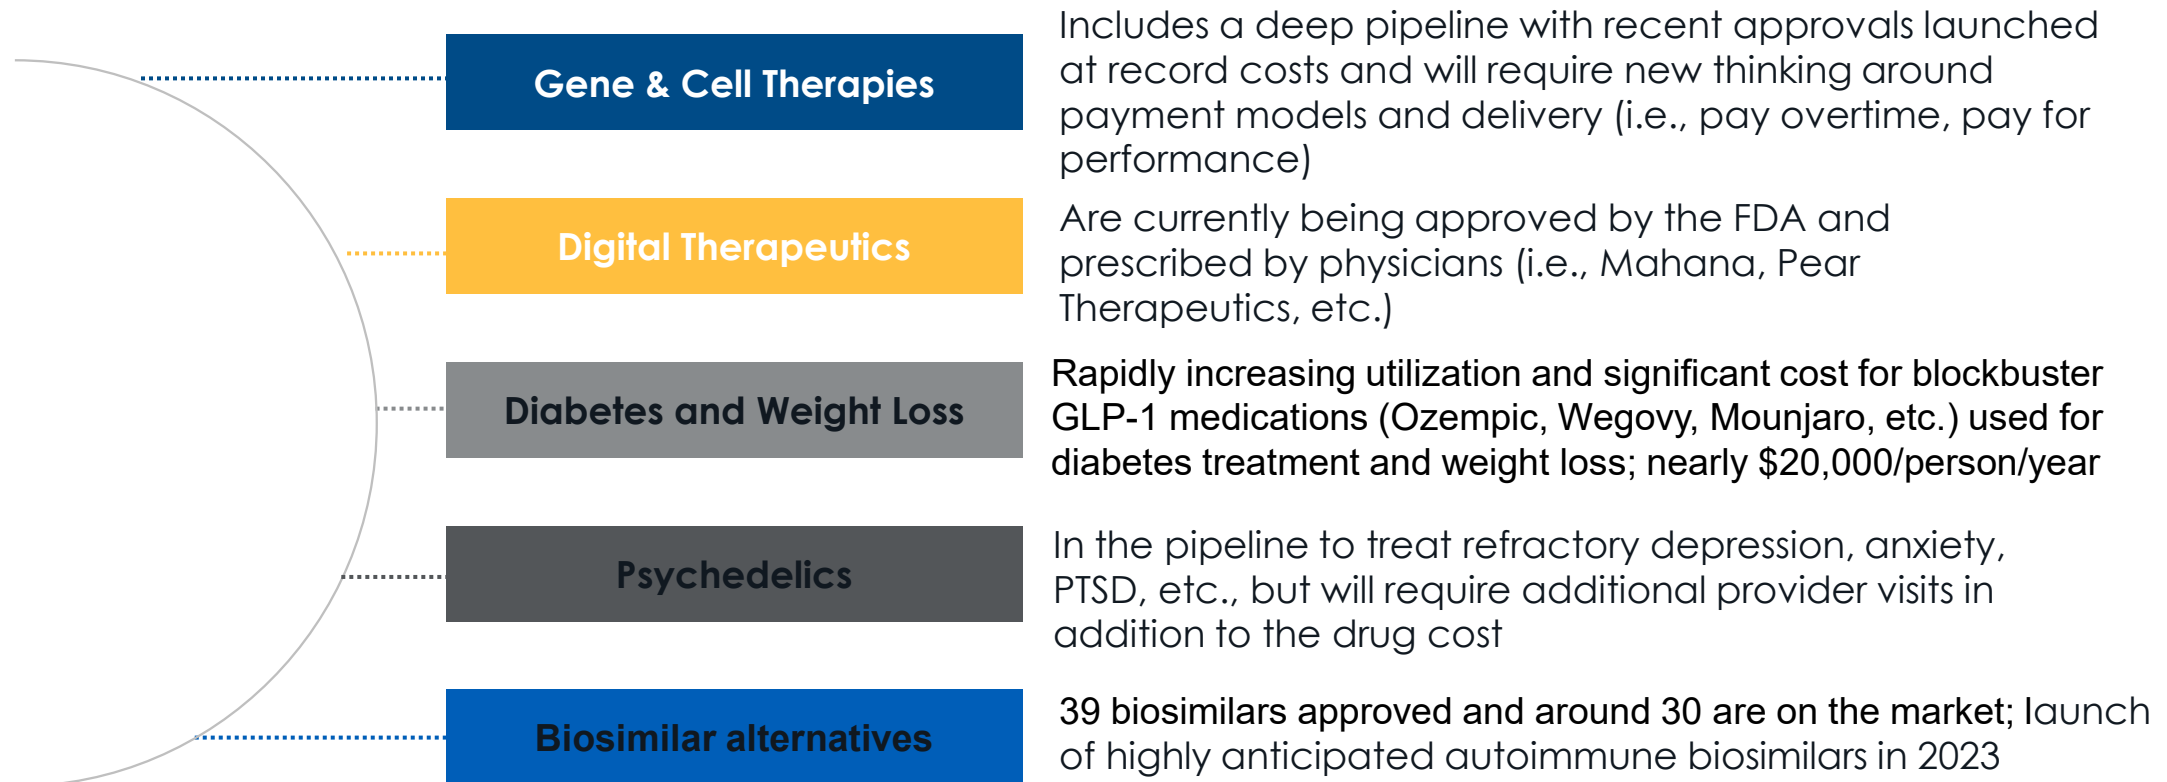 Gene & Cell Therapies
Includes a deep pipeline with recent approvals launched
at record costs and will require new thinking around
payment models and delivery (i.e., pay overtime, pay for
performance)
Digital Therapeutics
Are currently being approved by the FDA and
prescribed by physicians (i.e., Mahana, Pear
Therapeutics, etc.)
Diabetes and Weight Loss
Rapidly increasing utilization and significant cost for blockbuster
GLP-1 medications (Ozempic, Wegovy, Mounjaro, etc.) used for
diabetes treatment and weight loss; nearly $20,000/person/year
Psychedelics
In the pipeline to treat refractory depression, anxiety,
PTSD, etc., but will require additional provider visits in
addition to the drug cost
Biosimilar alternatives
39 biosimilars approved and around 30 are on the market; launch
of highly anticipated autoimmune biosimilars in 2023